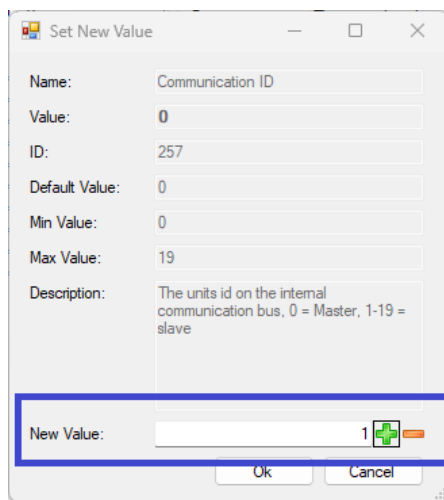 Set New Value
Name: Communication ID
Value: 0
ID: 257
Default Value: 0
Min Value: 0
Max Value: 19
Description: The units id on the internal
communication bus, 0 = Master, 1-19 =
slave
New Value: 1
Ok Cancel